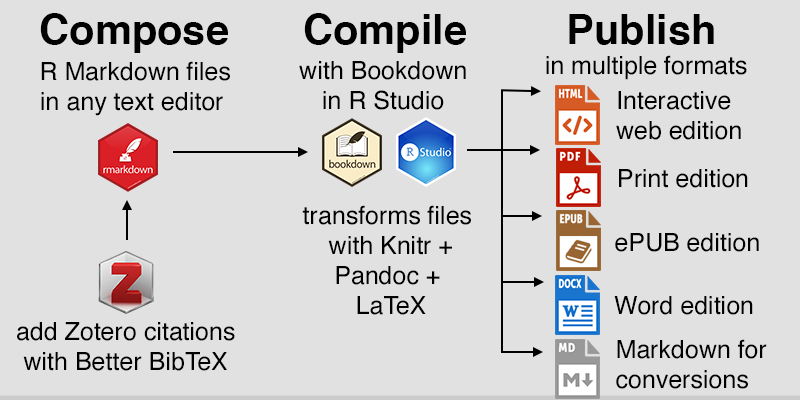 Compose
R Markdown files
in any text editor
rmarkdown
Z
add Zotero citations
with Better BibTeX
Compile
with Bookdown
in R Studio
bookdown
R Studio
transforms files
with Knitr +
Pandoc +
LaTeX
Publish
in multiple formats
HTML
</>
Interactive
web edition
PDF
Print edition
EPUB
ePUB edition
DOCX
W
Word edition
MD
M↓
Markdown for
conversions